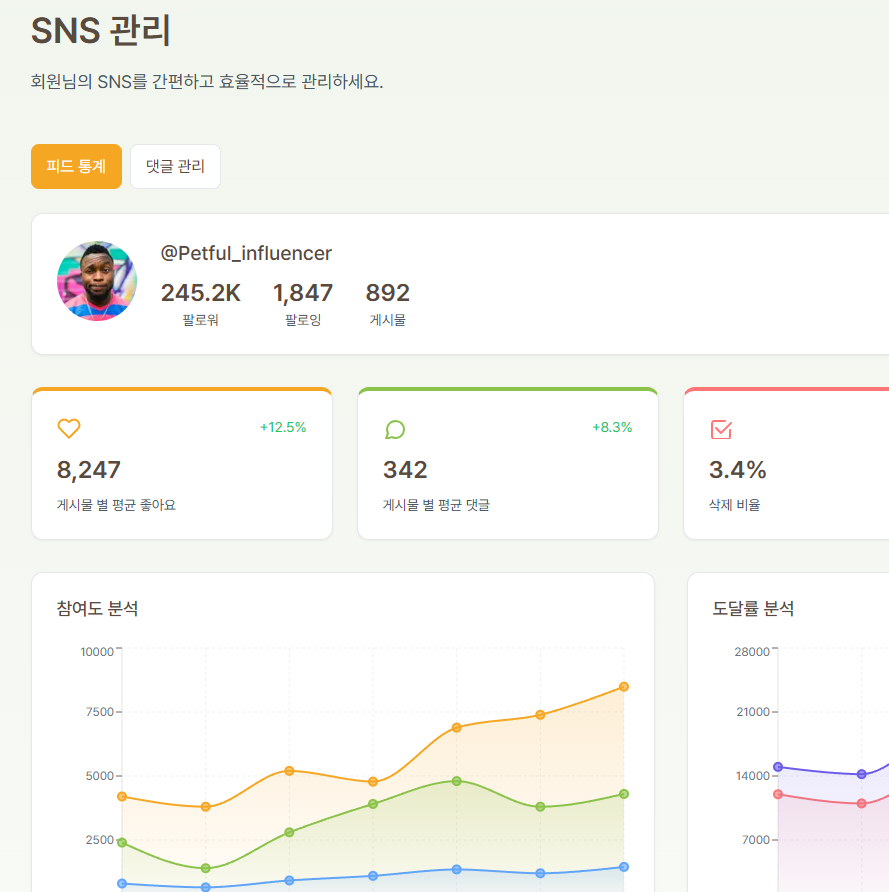 SNS 관리
회원님의 SNS를 간편하고 효율적으로 관리하세요.
피드 통계
댓글 관리
@Petful_influencer
245.2K 1,847 892
팔로워 팔로잉 게시물
+12.5%
8,247
게시물 별 평균 좋아요
+8.3%
342
게시물 별 평균 댓글
3.4%
삭제 비율
참여도 분석
10000
7500
5000
2500
도달률 분석
28000
21000
14000
7000